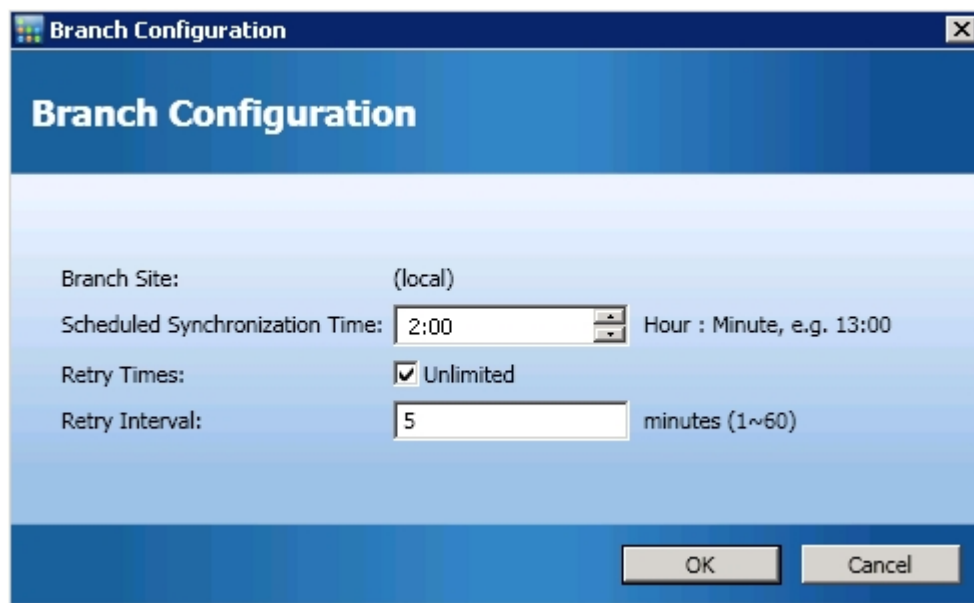 Branch Configuration
Branch Configuration
Branch Site: (local)
Scheduled Synchronization Time: 2:00 Hour : Minute, e.g. 13:00
Retry Times: Unlimited
Retry Interval: 5 minutes (1~60)
OK Cancel